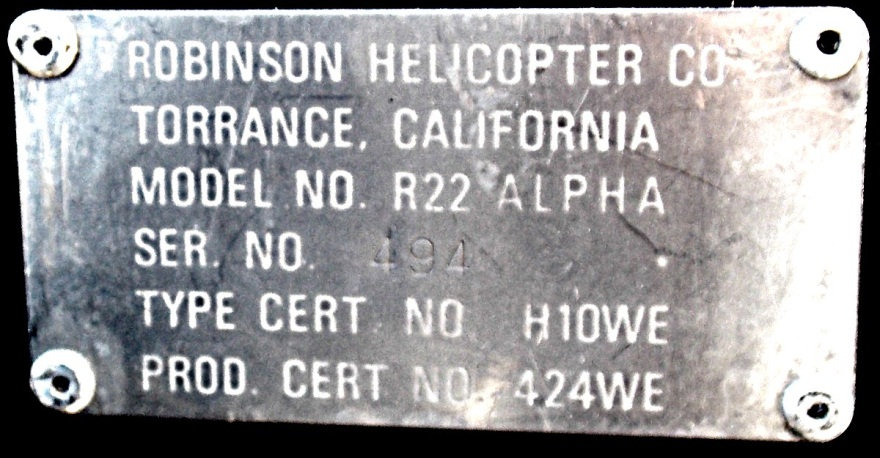 ROBINSON HELICOPTER CO
TORRANCE, CALIFORNIA
MODEL NO. R22 ALPHA
SER. NO. 494
TYPE CERT. NO. H10WE
PROD. CERT NO. 424WE